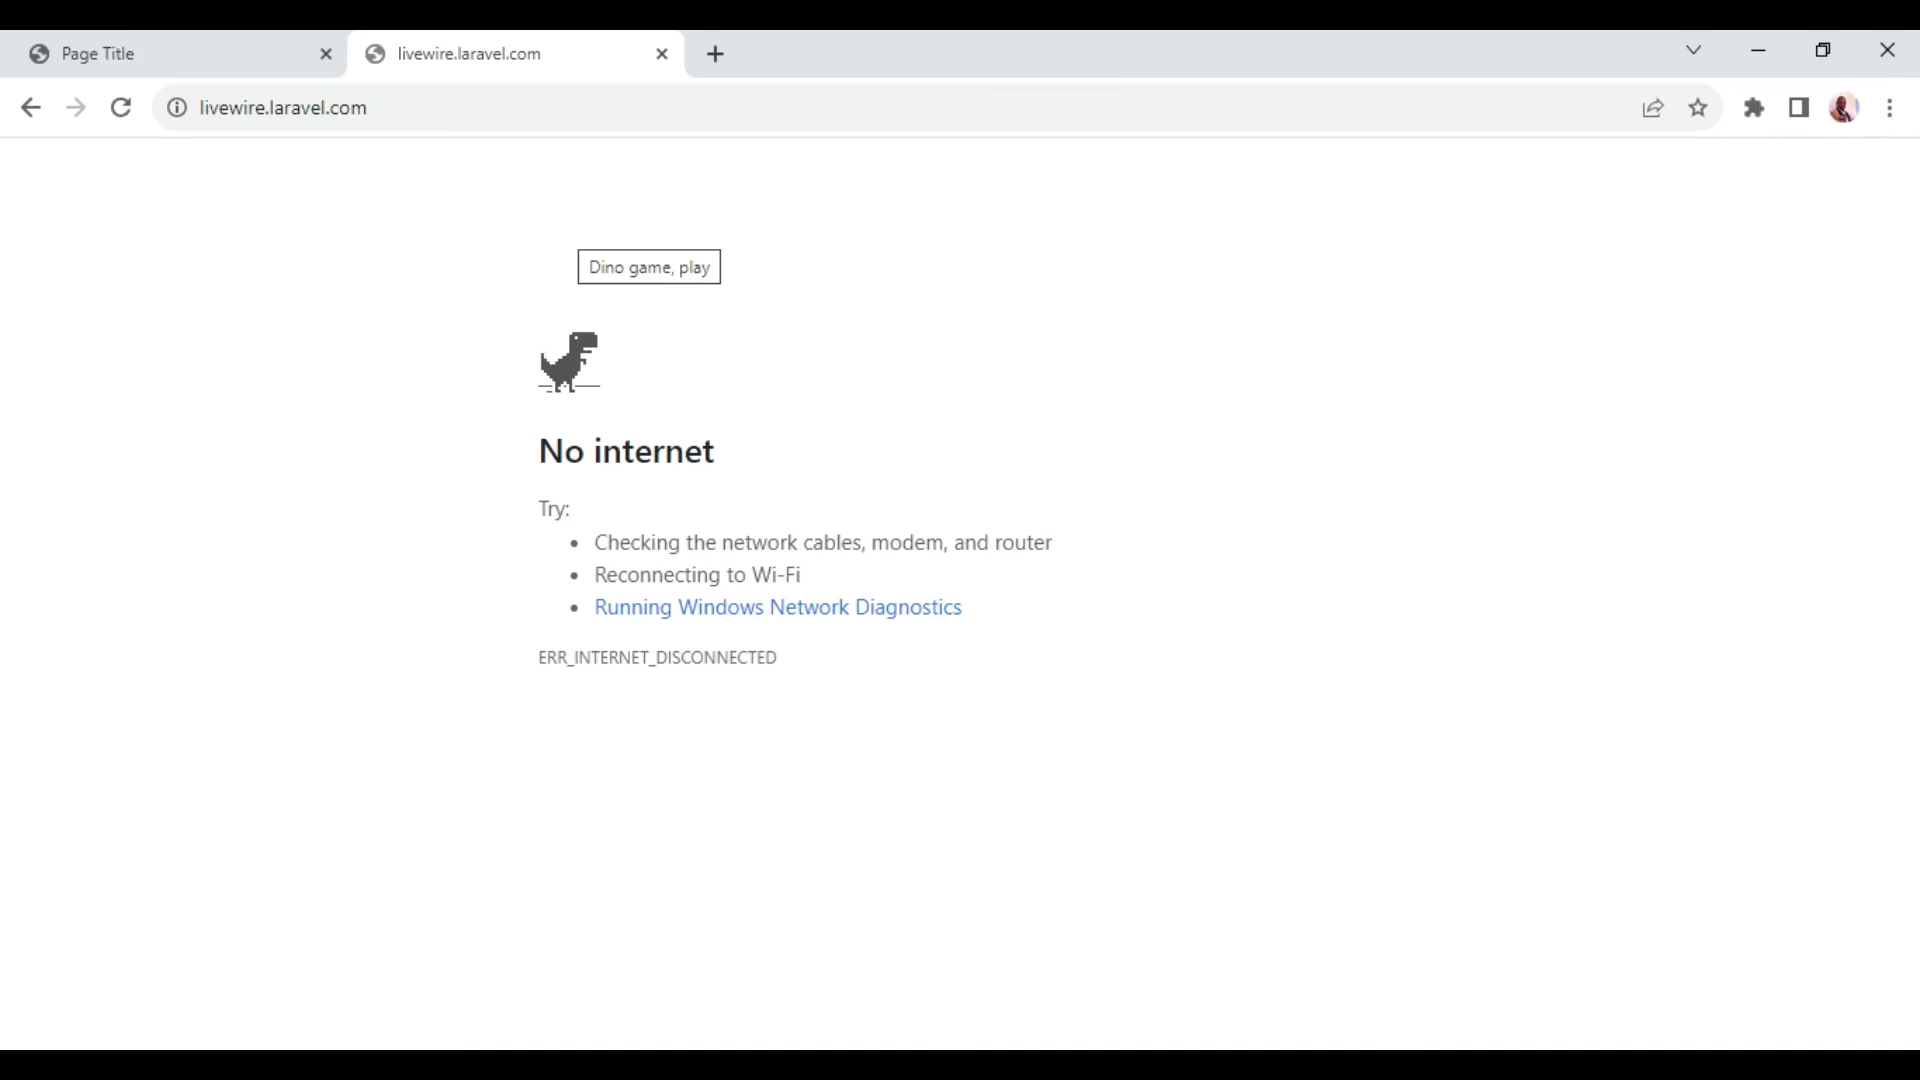 Page Title
livewire.laravel.com
livewire.laravel.com
Dino game, play
No internet
Try:
Checking the network cables, modem, and router
Reconnecting to Wi-Fi
Running Windows Network Diagnostics
ERR_INTERNET_DISCONNECTED